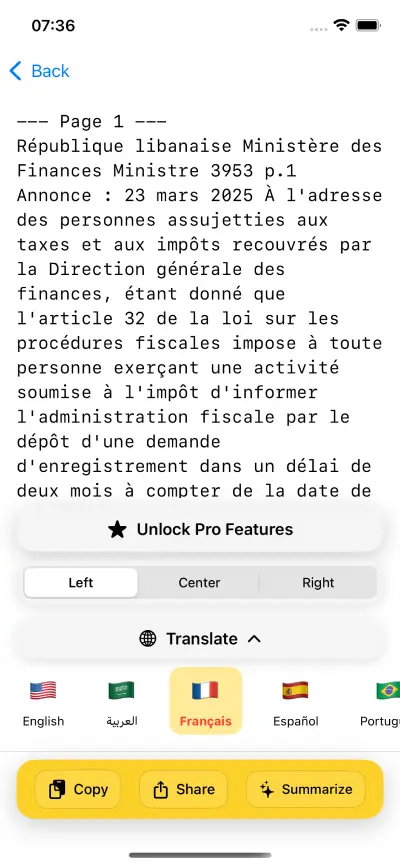 07:36
Back
--- Page 1 ---
République libanaise Ministère des
Finances Ministre 3953 p.1
Annonce : 23 mars 2025 À l'adresse
des personnes assujetties aux
taxes et aux impôts recouvrés par
la Direction générale des
finances, étant donné que
l'article 32 de la loi sur les
procédures fiscales impose à toute
personne exerçant une activité
soumise à l'impôt d'informer
l'administration fiscale par le
dépôt d'une demande
d'enregistrement dans un délai de
deux mois à compter de la date de
Unlock Pro Features
Left Center Right
Translate
English العربية Français Español Portug
Copy Share Summarize